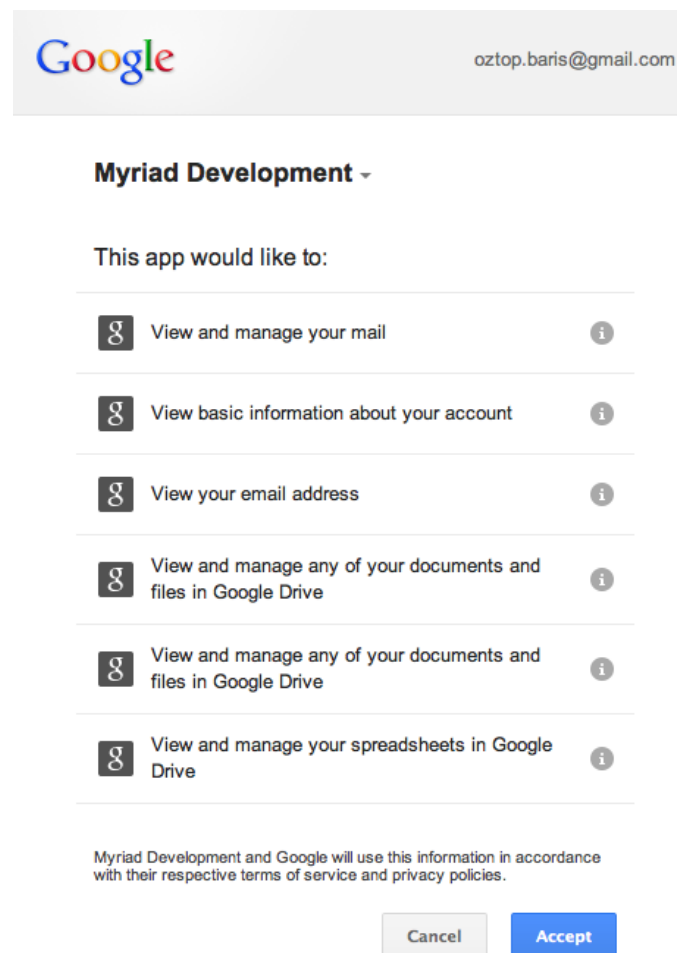 Google
oztop.baris@gmail.com
Myriad Development
This app would like to:
g View and manage your mail i
g View basic information about your account i
g View your email address i
g View and manage any of your documents and
files in Google Drive i
g View and manage any of your documents and
files in Google Drive i
g View and manage your spreadsheets in Google
Drive i
Myriad Development and Google will use this information in accordance
with their respective terms of service and privacy policies.
Cancel Accept